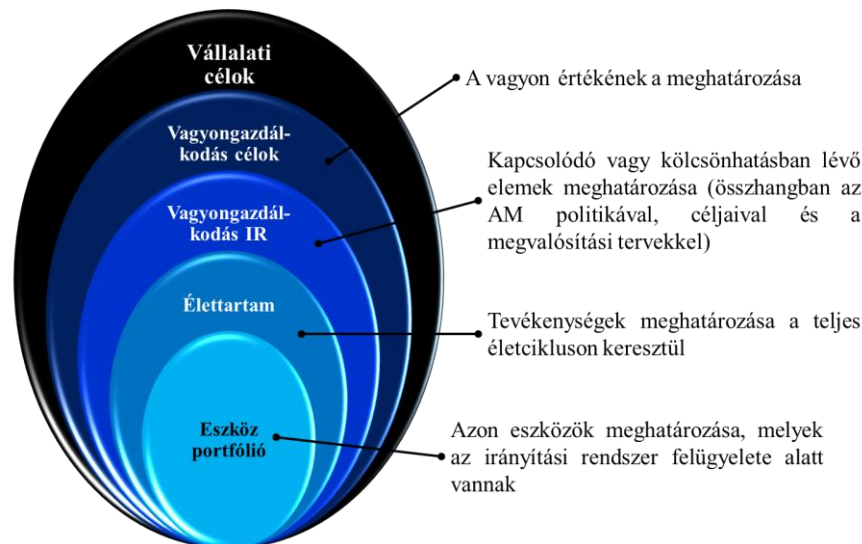 Vállalati
célok
A vagyon értékének a meghatározása
Vagyongazdál-
kodás célok
Kapcsolódó vagy kölcsönhatásban lévő
elemek meghatározása (összhangban az
AM politikával, céljaival és a
megvalósítási tervekkel)
Vagyongazdál-
kodás IR
Élettartam
Tevékenységek meghatározása a teljes
életcikluson keresztül
Eszköz
portfólió
Azon eszközök meghatározása, melyek
az irányítási rendszer felügyelete alatt
vannak